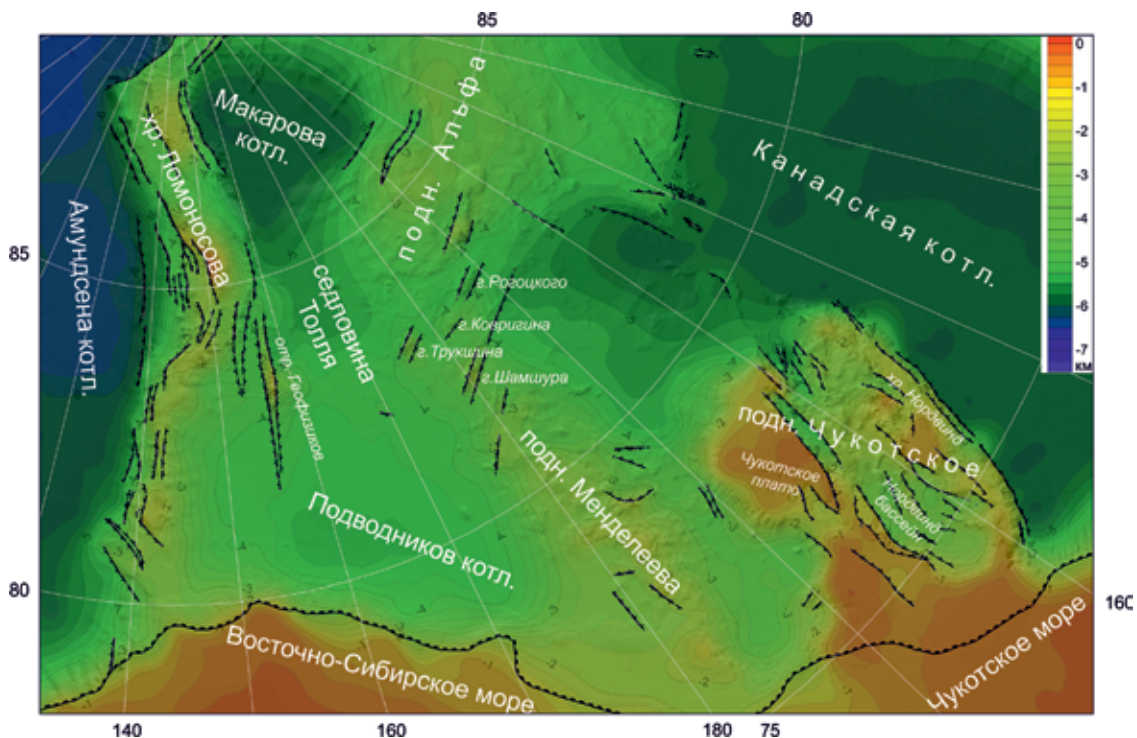 85
80
0
-1
-2
-3
-4
-5
-6
-7
км
Макарова
котл.
подн. Альфа
Канадская котл.
хр. Ломоносова
Амундсена котл.
85
седловина
Толля
г.Рогоцкого
г.Ковригина
г.Трукшина
г.Шамшура
отр. Геофизиков
хр. Нордвинд
подн. Чукотское
Чукотское
плато
Нордвинд
бассейн
подн. Менделеева
Подводников котл.
80
160
Восточно-Сибирское море
Чукотское море
140
160
180
75